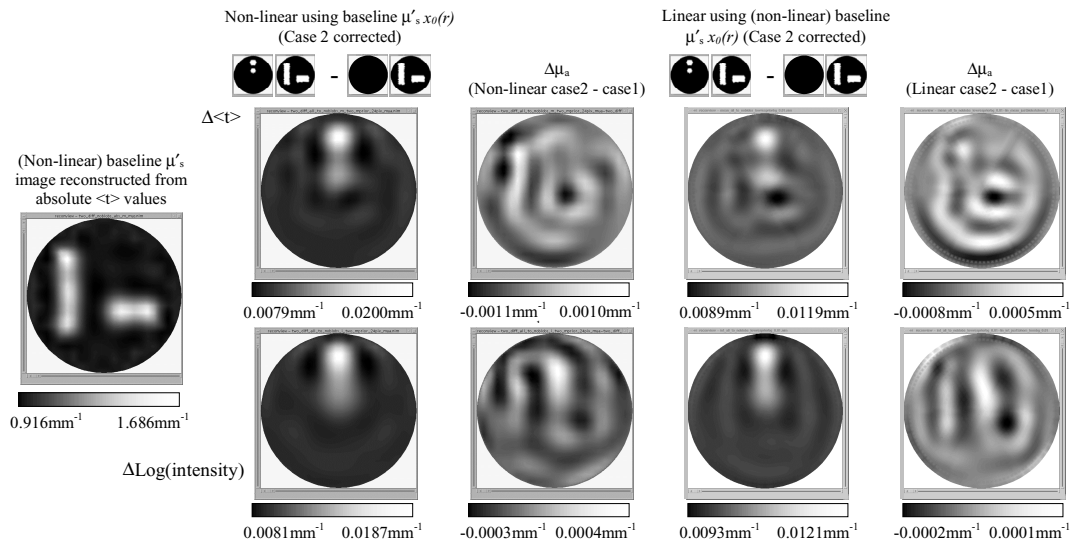 Non-linear using baseline μ′s x0(r)
(Case 2 corrected)
Linear using (non-linear) baseline
μ′s x0(r) (Case 2 corrected)
-
-
Δμa
(Non-linear case2 - case1)
Δμa
(Linear case2 - case1)
Δ<t>
(Non-linear) baseline μ′s
image reconstructed from
absolute <t> values
0.0079mm-1 0.0200mm-1
-0.0011mm-1 0.0010mm-1
0.0089mm-1 0.0119mm-1
-0.0008mm-1 0.0005mm-1
0.916mm-1 1.686mm-1
ΔLog(intensity)
0.0081mm-1 0.0187mm-1
-0.0003mm-1 0.0004mm-1
0.0093mm-1 0.0121mm-1
-0.0002mm-1 0.0001mm-1